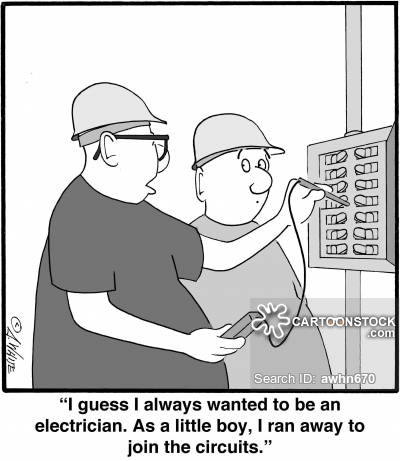 © A WHITE
CARTOONSTOCK
.com
Search ID: awhn670
“I guess I always wanted to be an
electrician. As a little boy, I ran away to
join the circuits.”